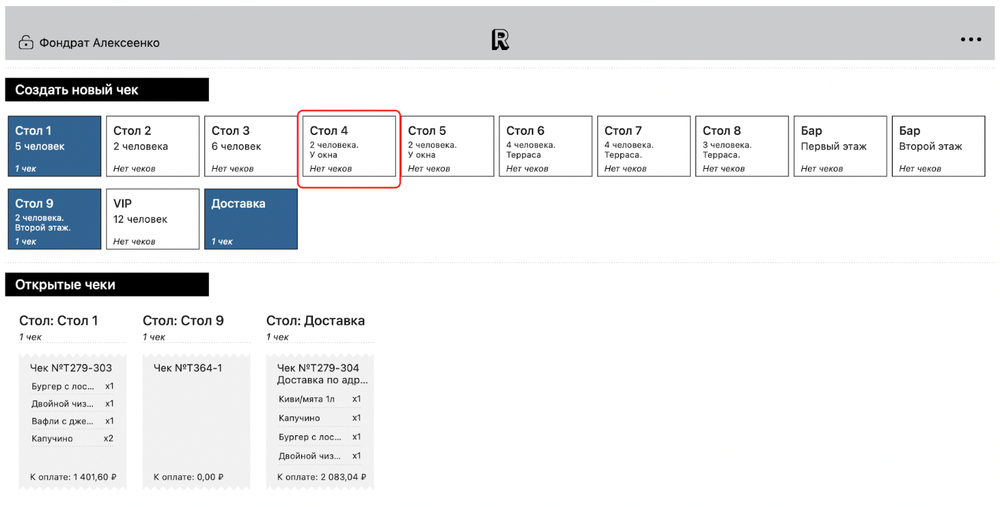 Фондрат Алексеенко
R
Создать новый чек
Стол 1
5 человек
1 чек
Стол 2
2 человека
Нет чеков
Стол 3
6 человек
Нет чеков
Стол 4
2 человека.
У окна
Нет чеков
Стол 5
2 человека.
У окна
Нет чеков
Стол 6
4 человека.
Терраса
Нет чеков
Стол 7
4 человека.
Терраса.
Нет чеков
Стол 8
3 человека.
Терраса.
Нет чеков
Бар
Первый этаж
Нет чеков
Бар
Второй этаж
Нет чеков
Стол 9
2 человека.
Второй этаж.
1 чек
VIP
12 человек
Нет чеков
Доставка
1 чек
Открытые чеки
Стол: Стол 1
1 чек
Чек №T279-303
Бургер с лос... x1
Двойной чиз... x1
Вафли с дже... x1
Капучино x2
К оплате: 1 401,60 ₽
Стол: Стол 9
1 чек
Чек №T364-1
К оплате: 0,00 ₽
Стол: Доставка
1 чек
Чек №T279-304
Доставка по адр...
Киви/мята 1л x1
Капучино x1
Бургер с лос... x1
Двойной чиз... x1
К оплате: 2 083,04 ₽